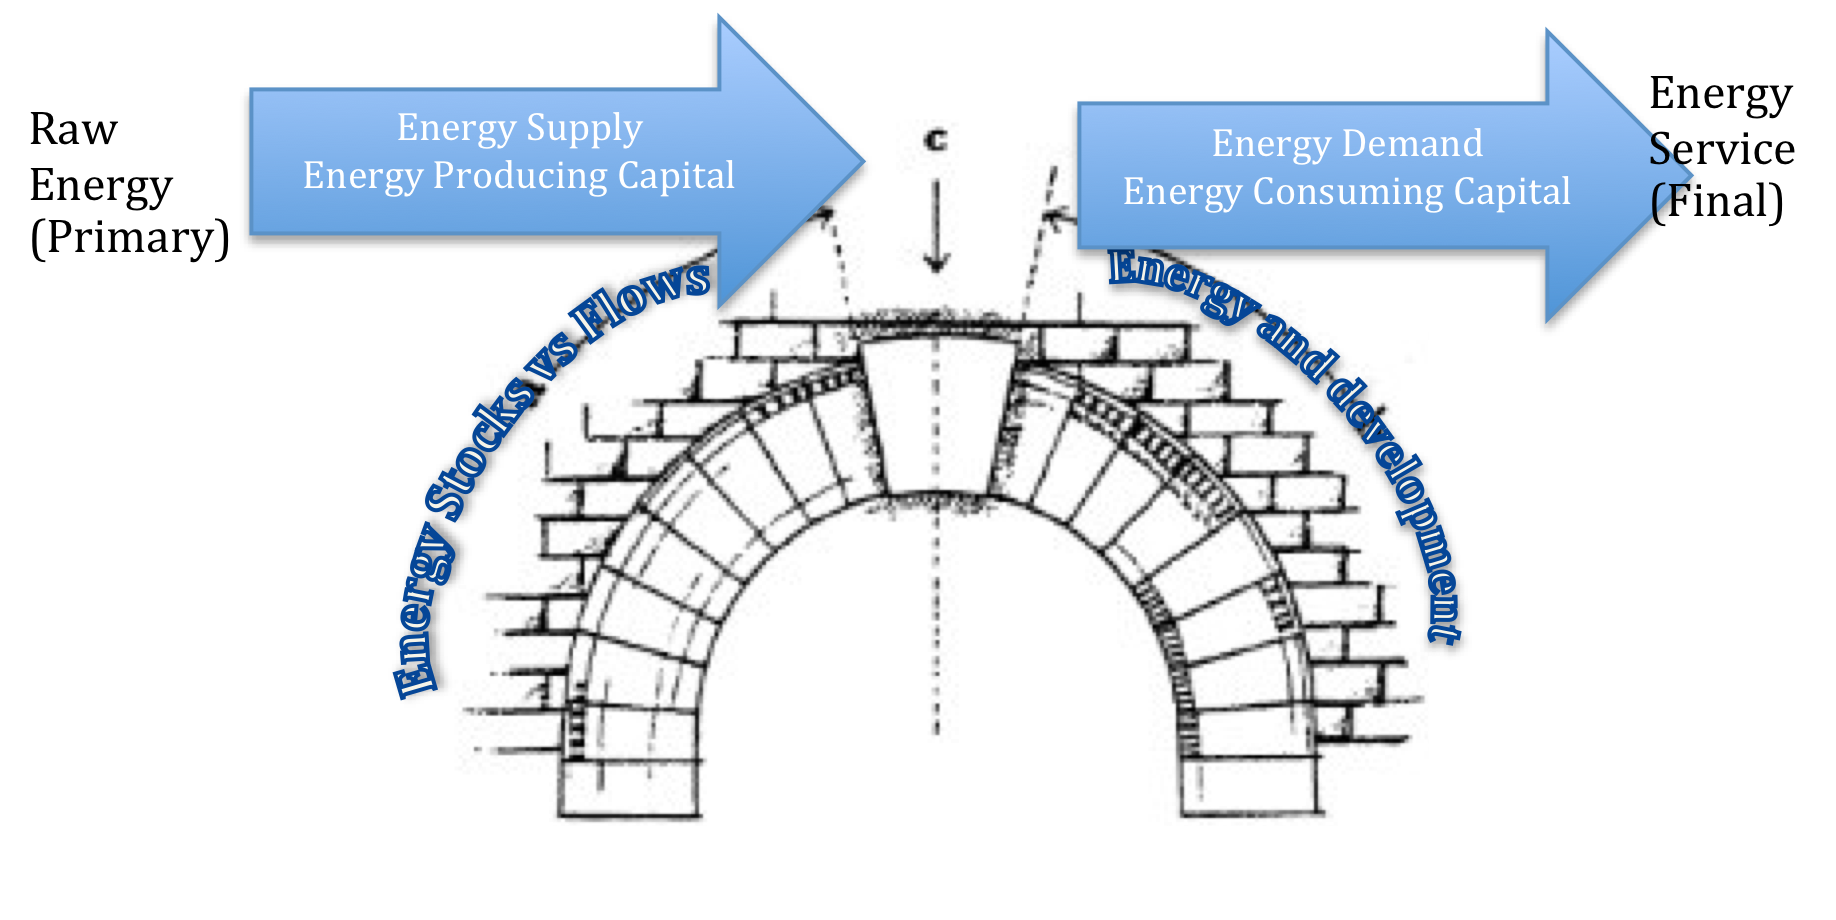 Raw
Energy
(Primary)
Energy Supply
Energy Producing Capital
C
Energy Demand
Energy Consuming Capital
Energy
Service
(Final)
Energy Stocks vs Flows
Energy and development